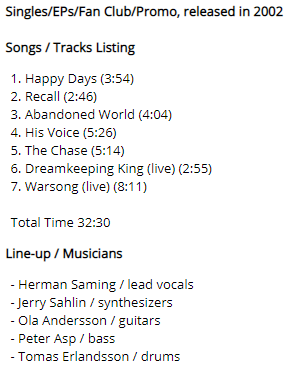 Singles/EPs/Fan Club/Promo, released in 2002
Songs / Tracks Listing
1. Happy Days (3:54)
2. Recall (2:46)
3. Abandoned World (4:04)
4. His Voice (5:26)
5. The Chase (5:14)
6. Dreamkeeping King (live) (2:55)
7. Warsong (live) (8:11)
Total Time 32:30
Line-up / Musicians
- Herman Saming / lead vocals
- Jerry Sahlin / synthesizers
- Ola Andersson / guitars
- Peter Asp / bass
- Tomas Erlandsson / drums